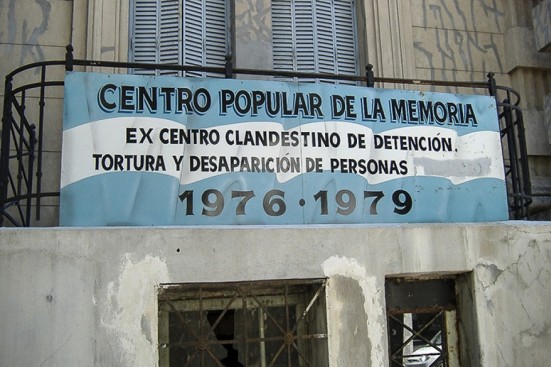 CENTRO POPULAR DE LA MEMORIA
EX CENTRO CLANDESTINO DE DETENCIÓN.
TORTURA Y DESAPARICIÓN DE PERSONAS
1976 · 1979